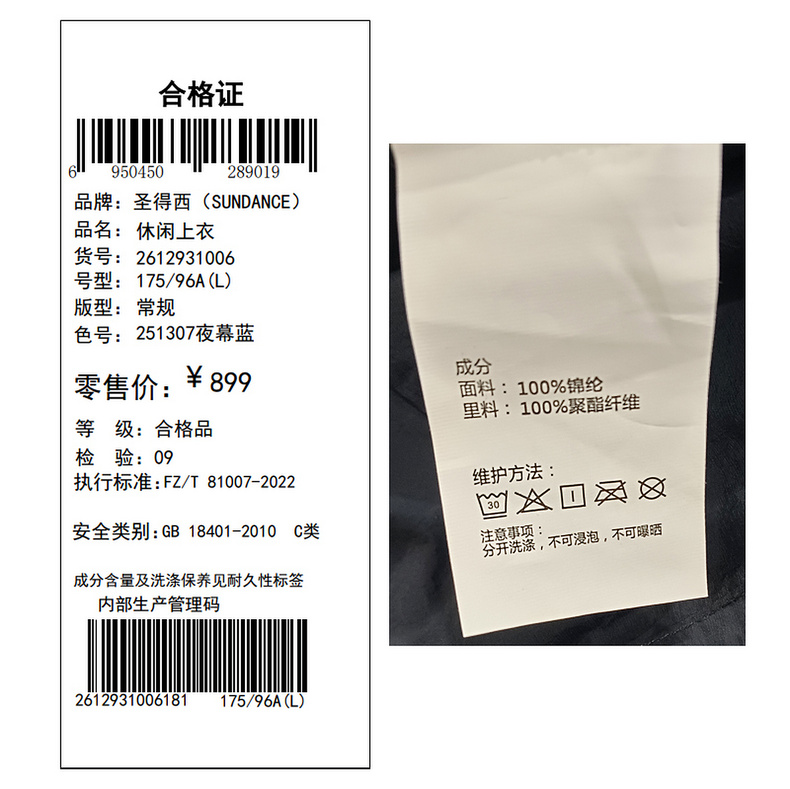 合格证
6 950450 289019
品牌：圣得西（SUNDANCE）
品名：休闲上衣
货号：2612931006
号型：175/96A(L)
版型：常规
色号：251307夜幕蓝
零售价：￥899
等 级：合格品
检 验：09
执行标准:FZ/T 81007-2022
安全类别:GB 18401-2010 C类
成分含量及洗涤保养见耐久性标签
内部生产管理码
2612931006181 175/96A(L)
成分
面料：100%锦纶
里料：100%聚酯纤维
维护方法：
30
注意事项：
分开洗涤，不可浸泡，不可曝晒